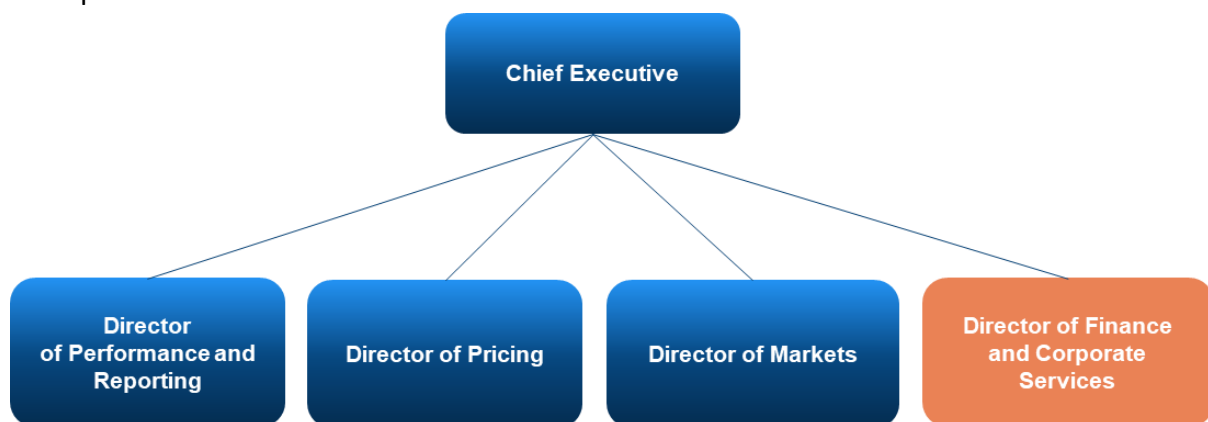 Chief Executive
Director
of Performance and
Reporting
Director of Pricing
Director of Markets
Director of Finance
and Corporate
Services